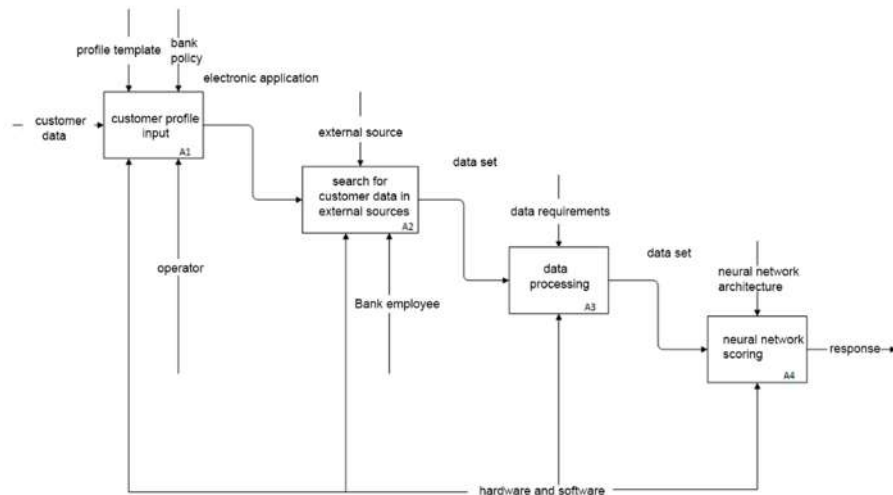 profile template
bank
policy
electronic application
customer
data
customer profile
input
A1
external source
search for
customer data in
external sources
A2
data set
operator
Bank employee
data requirements
data
processing
A3
data set
neural network
architecture
neural network
scoring
A4
response
hardware and software